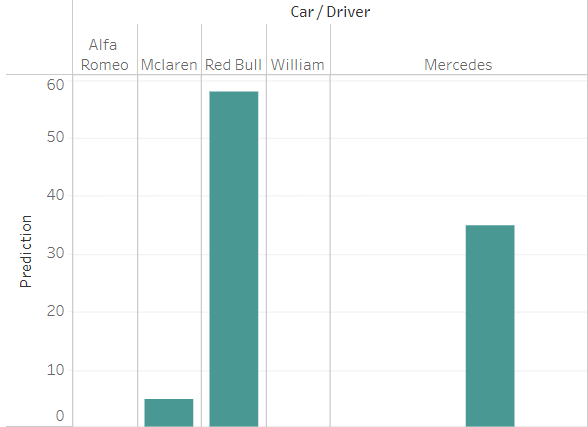 Car / Driver
Alfa
Romeo
Mclaren
Red Bull
William
Mercedes
Prediction
60
50
40
30
20
10
0